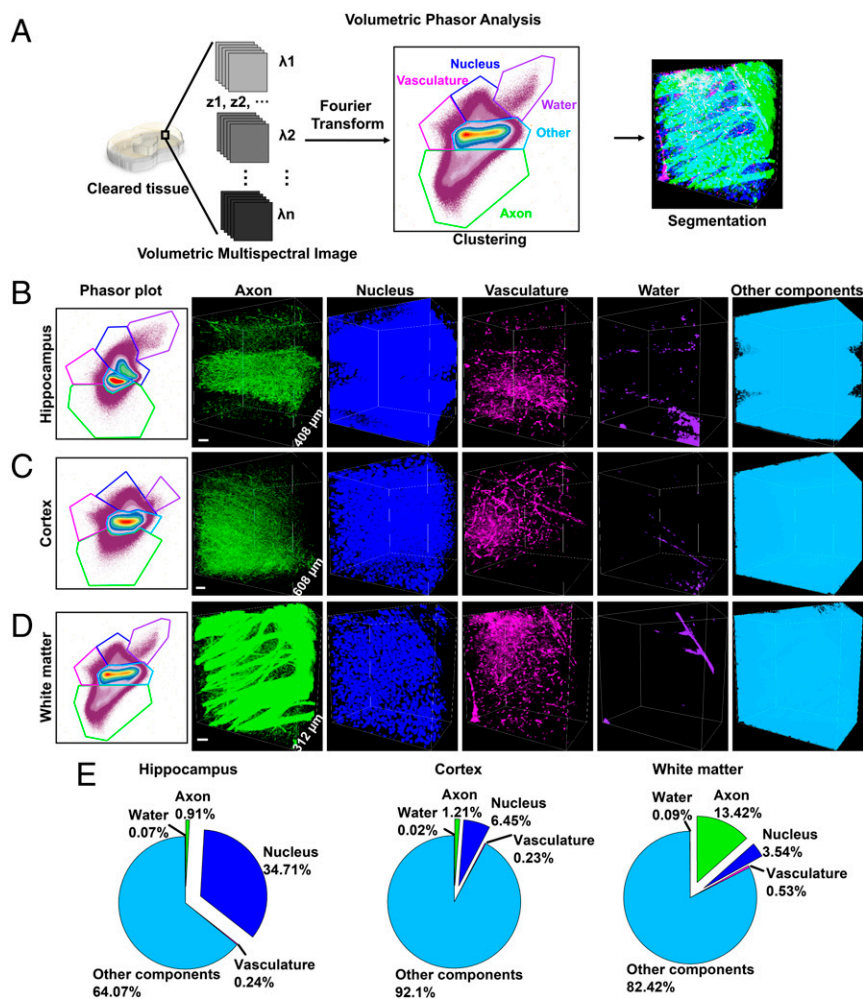 A
Volumetric Phasor Analysis
λ1
z1, z2, ···
λ2
λn
Cleared tissue
Volumetric Multispectral Image
Fourier
Transform
Nucleus
Vasculature
Water
Other
Axon
Clustering
Segmentation
B
Phasor plot
Axon
Nucleus
Vasculature
Water
Other components
Hippocampus
408 µm
C
Cortex
608 µm
D
White matter
312 µm
E
Hippocampus
Axon
0.91%
Water
0.07%
Nucleus
34.71%
Vasculature
0.24%
Other components
64.07%
Cortex
Axon
1.21%
Water
0.02%
Nucleus
6.45%
Vasculature
0.23%
Other components
92.1%
White matter
Water
0.09%
Axon
13.42%
Nucleus
3.54%
Vasculature
0.53%
Other components
82.42%